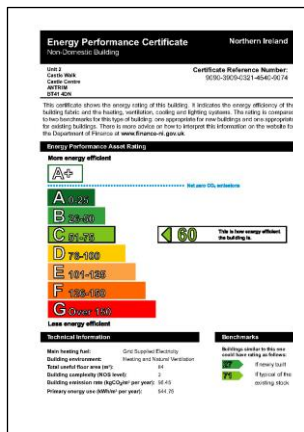 Energy Performance Certificate
Northern Ireland
Non-Domestic Building
Unit 2
Castle Walk
Castle Centre
ANTRIM
BT41 4DN
Certificate Reference Number:
This certificate shows the energy rating of this building. It indicates the energy efficiency of the
building fabric and the heating, ventilation, cooling and lighting systems. The rating is compared
to two benchmarks for this type of building: one appropriate for new buildings and one appropriate
for existing buildings. There is more advice on how to interpret this information on the website for
the Department of Finance at www.finance-ni.gov.uk.
Energy Performance Asset Rating
More energy efficient
A+
Net zero CO₂ emissions
A 0-25
B 26-50
C 51-75
60
This is how energy efficient
the building is.
D 76-100
E 101-125
F 126-150
G Over 150
Less energy efficient
Technical Information
Main heating fuel: Grid Supplied Electricity
Building environment: Heating and Natural Ventilation
Total useful floor area (m²): 84
Building complexity (NOS level): 3
Building emission rate (kgCO₂/m² per year):
Primary energy use (kWh/m² per year):
Benchmarks
Buildings similar to this one
could have rating as follows:
If newly built
If typical of the
existing stock